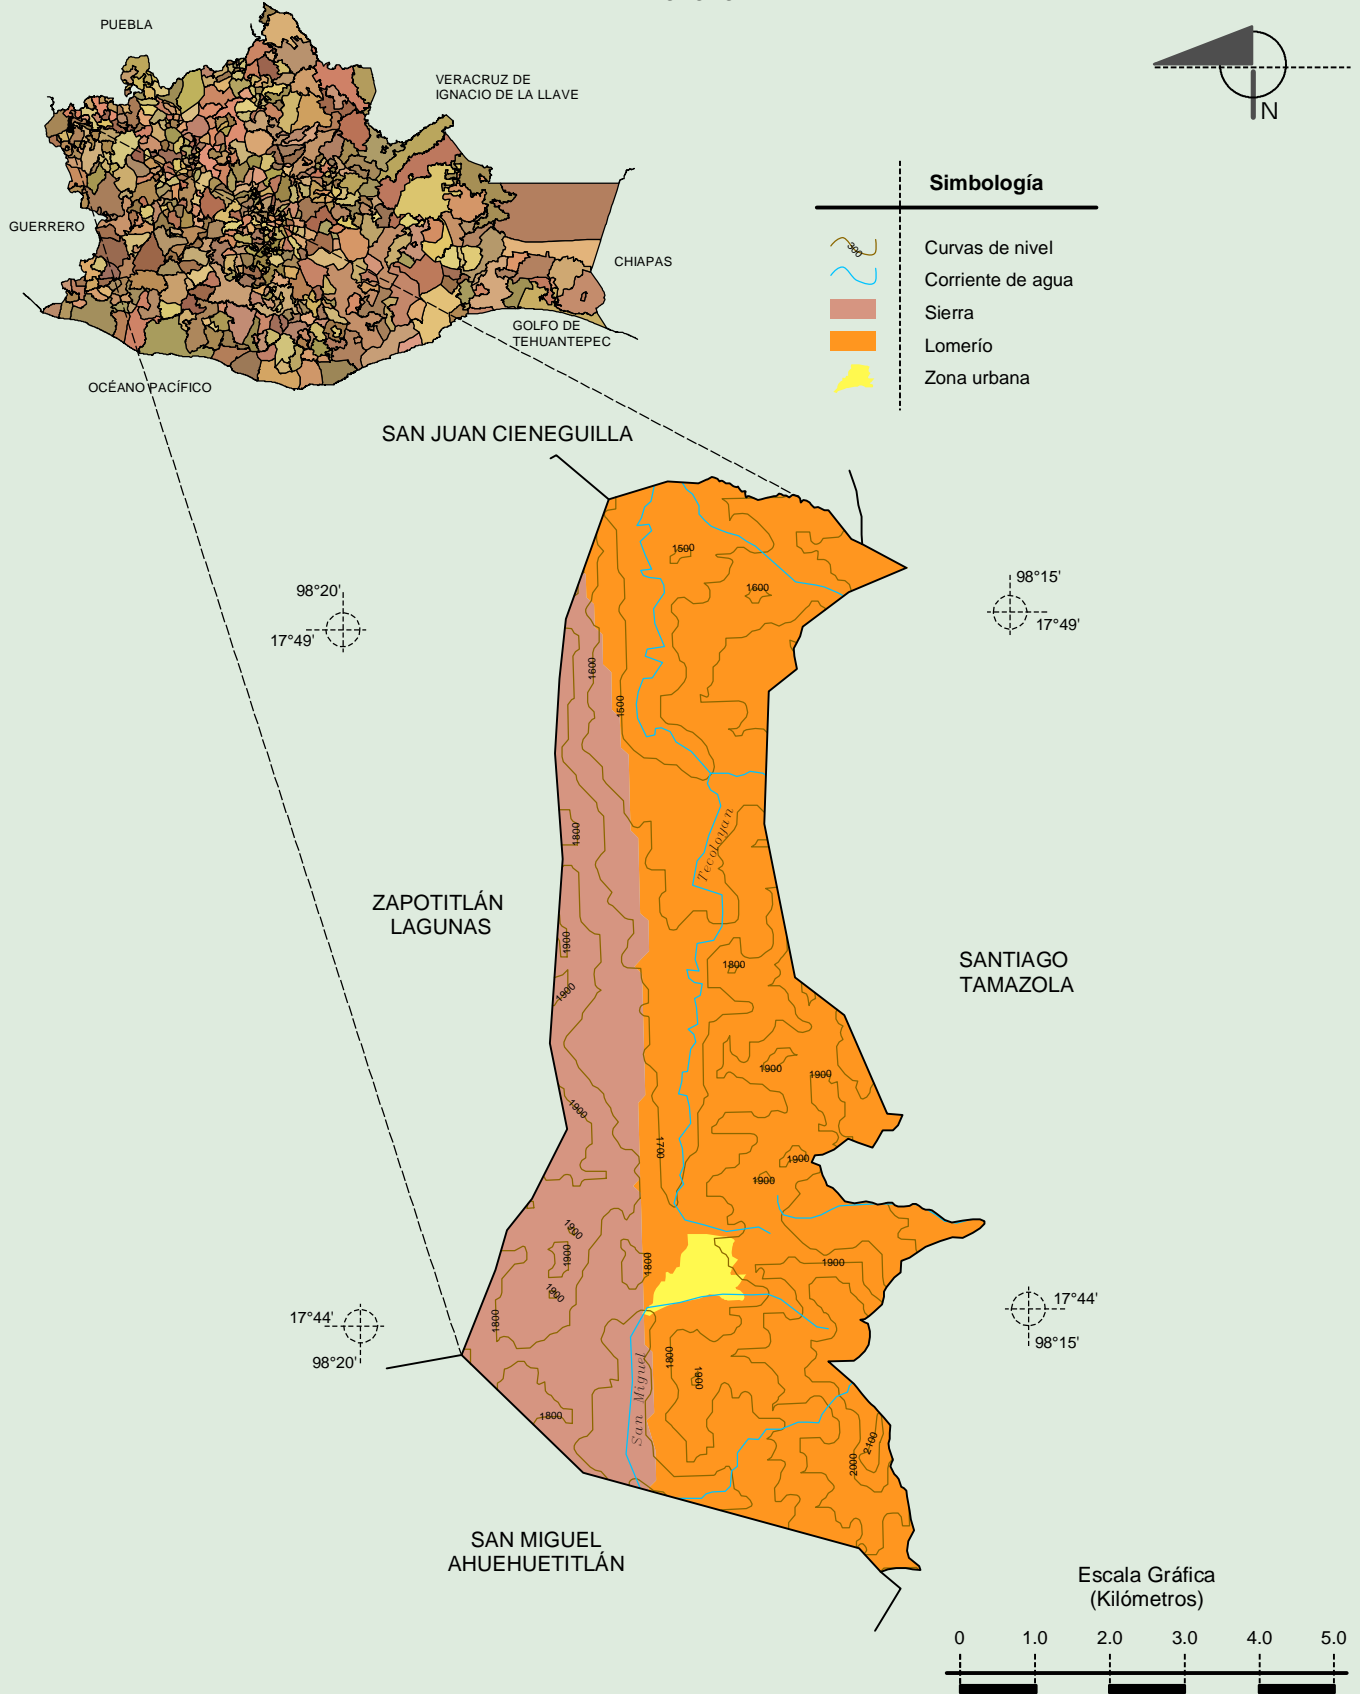 PUEBLA
VERACRUZ DE
IGNACIO DE LA LLAVE
GUERRERO
CHIAPAS
GOLFO DE
TEHUANTEPEC
OCÉANO PACÍFICO
N
Simbología
300
Curvas de nivel
Corriente de agua
Sierra
Lomerío
Zona urbana
SAN JUAN CIENEGUILLA
98°20'
17°49'
98°15'
17°49'
1500
1600
1600
1500
1800
Tecoloyan
ZAPOTITLÁN
LAGUNAS
1900
1800
1900
SANTIAGO
TAMAZOLA
1900
1900
1900
1700
1900
1900
1900
1900
1800
1900
1900
1800
17°44'
98°20'
17°44'
98°15'
San Miguel
1800
1900
1800
2100
2000
SAN MIGUEL
AHUEHUETITLÁN
Escala Gráfica
(Kilómetros)
0 1.0 2.0 3.0 4.0 5.0